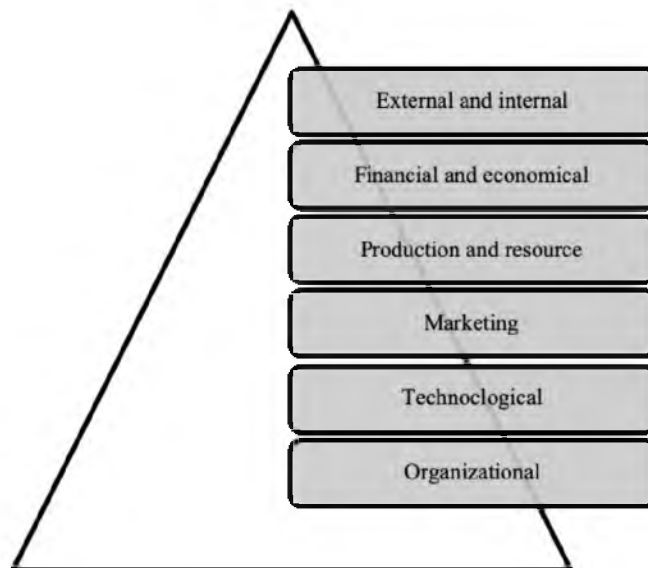 External and internal
Financial and economical
Production and resource
Marketing
Technoclogical
Organizational